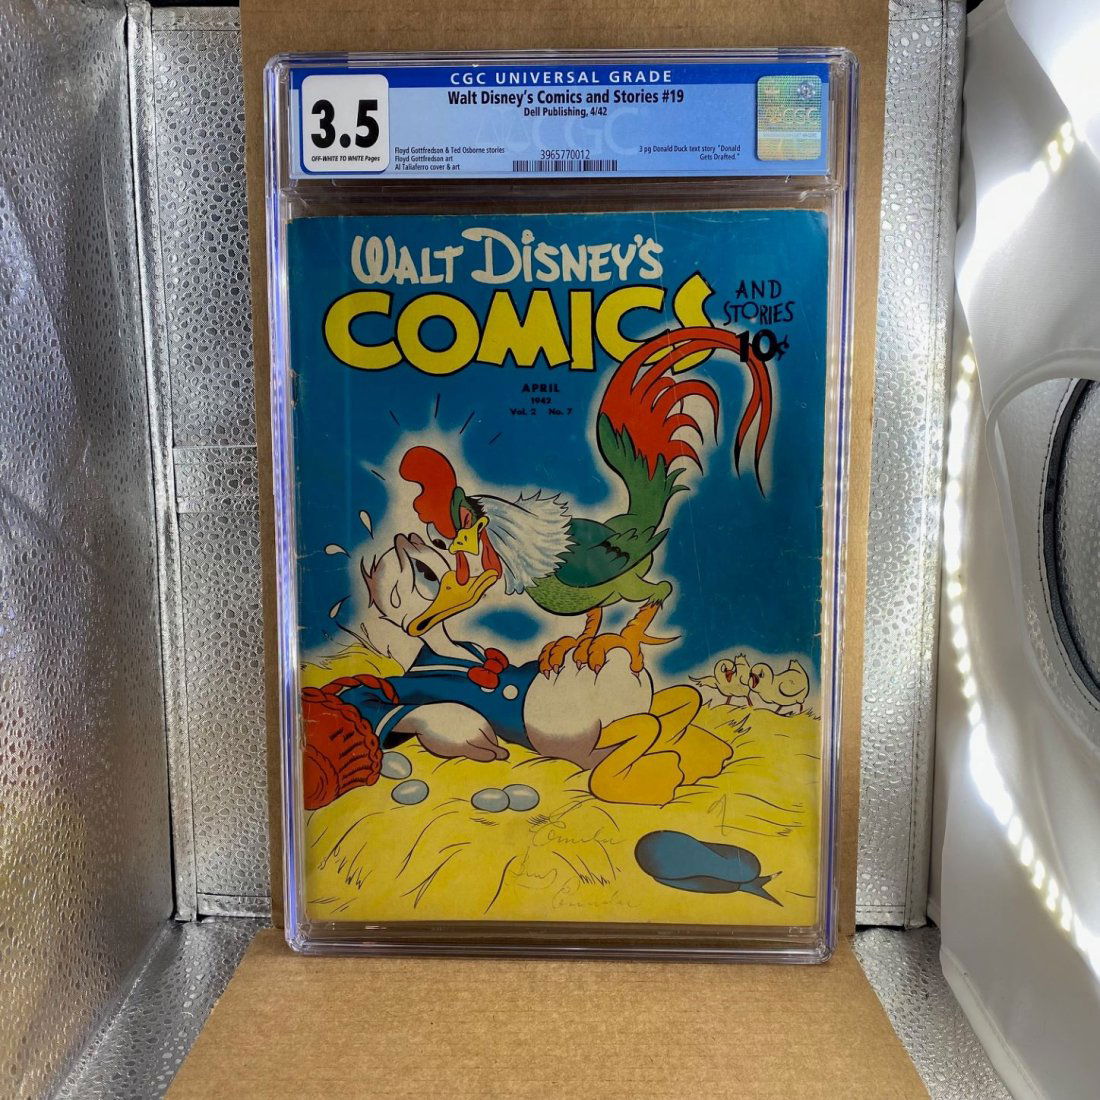 CGC UNIVERSAL GRADE
3.5
OFF-WHITE TO WHITE Pages
Walt Disney's Comics and Stories #19
Dell Publishing, 4/42
Floyd Gottfredson & Ted Osborne stories
Floyd Gottfredson art
Al Taliaferro cover & art
3965770012
3 pg Donald Duck text story "Donald
Gets Drafted."
CGC
WALT DISNEY'S
COMICS
AND
STORIES
10¢
APRIL
1942
Vol. 2 No. 7